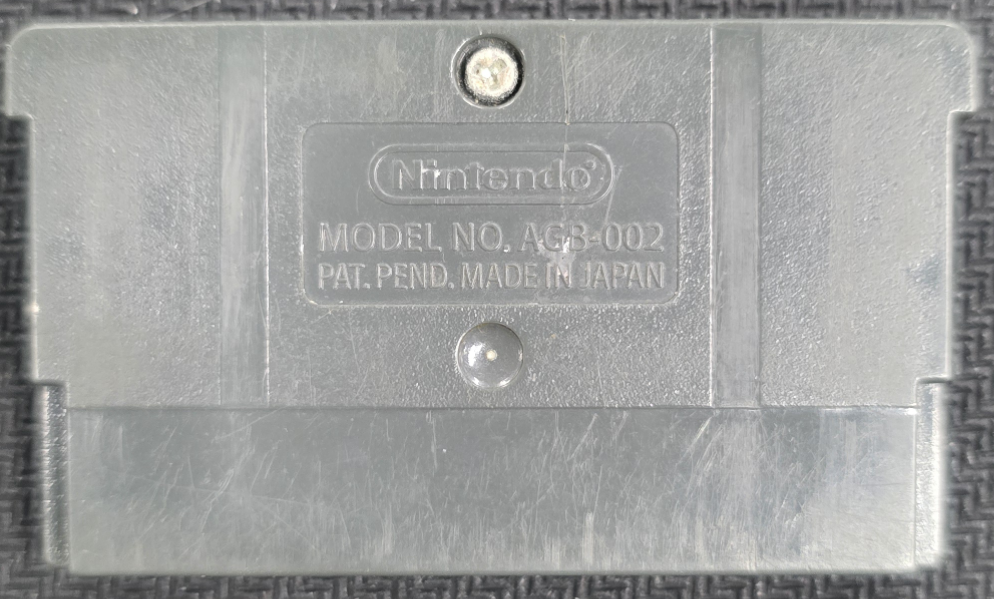 Nintendo®
MODEL NO. AGB-002
PAT. PEND. MADE IN JAPAN